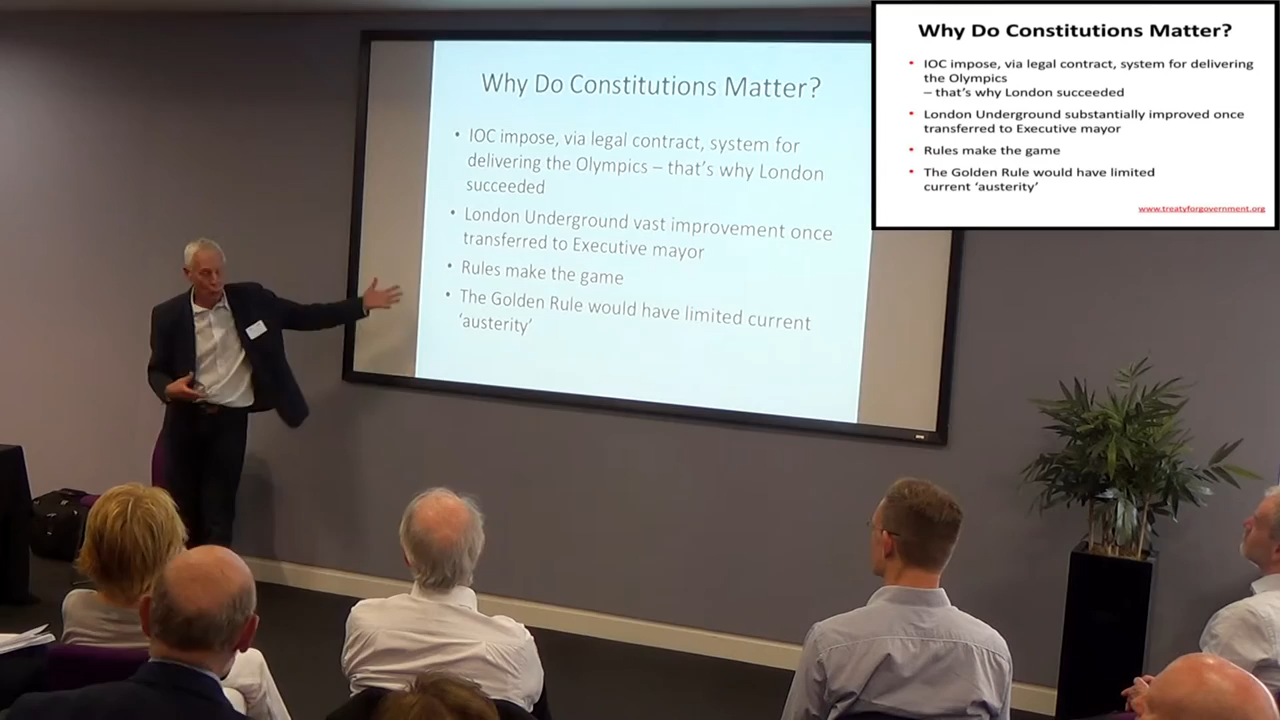 Why Do Constitutions Matter?
• IOC impose, via legal contract, system for
delivering the Olympics – that's why London
succeeded
• London Underground vast improvement once
transferred to Executive mayor
• Rules make the game
• The Golden Rule would have limited current
'austerity'
Why Do Constitutions Matter?
• IOC impose, via legal contract, system for delivering
the Olympics
– that's why London succeeded
• London Underground substantially improved once
transferred to Executive mayor
• Rules make the game
• The Golden Rule would have limited
current 'austerity'
www.treatyforgovernment.org